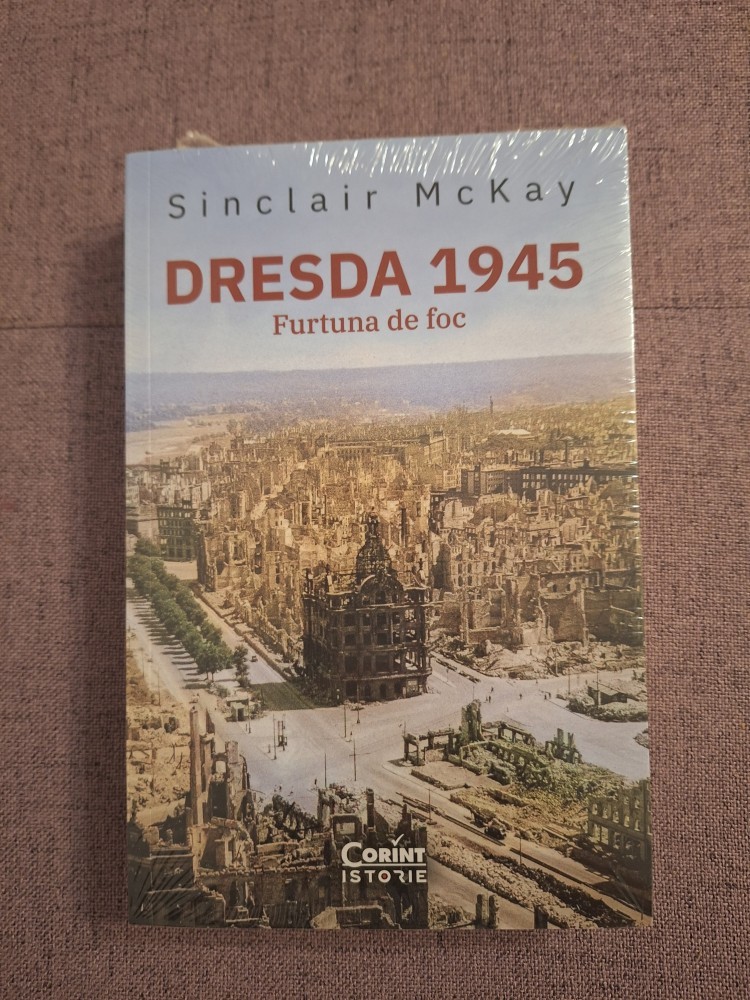 Sinclair McKay
DRESDA 1945
Furtuna de foc
CORINT
ISTORIE